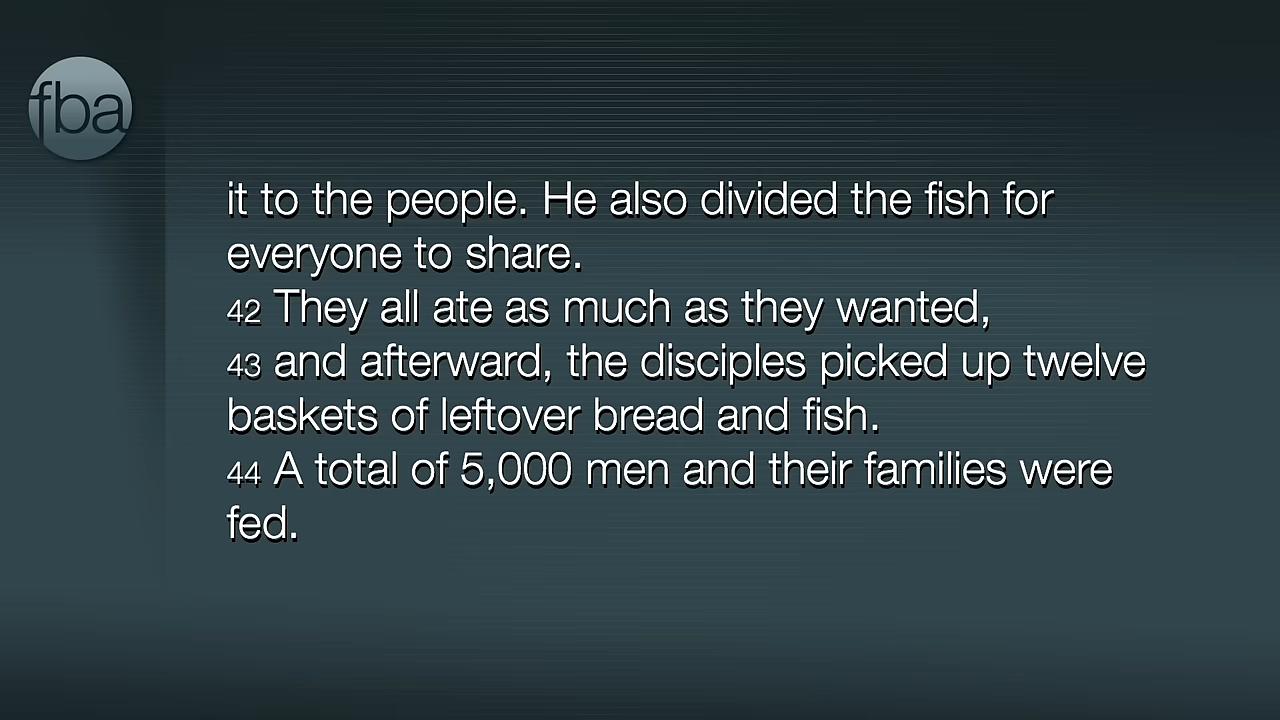 fba
it to the people. He also divided the fish for
everyone to share.
42 They all ate as much as they wanted,
43 and afterward, the disciples picked up twelve
baskets of leftover bread and fish.
44 A total of 5,000 men and their families were
fed.